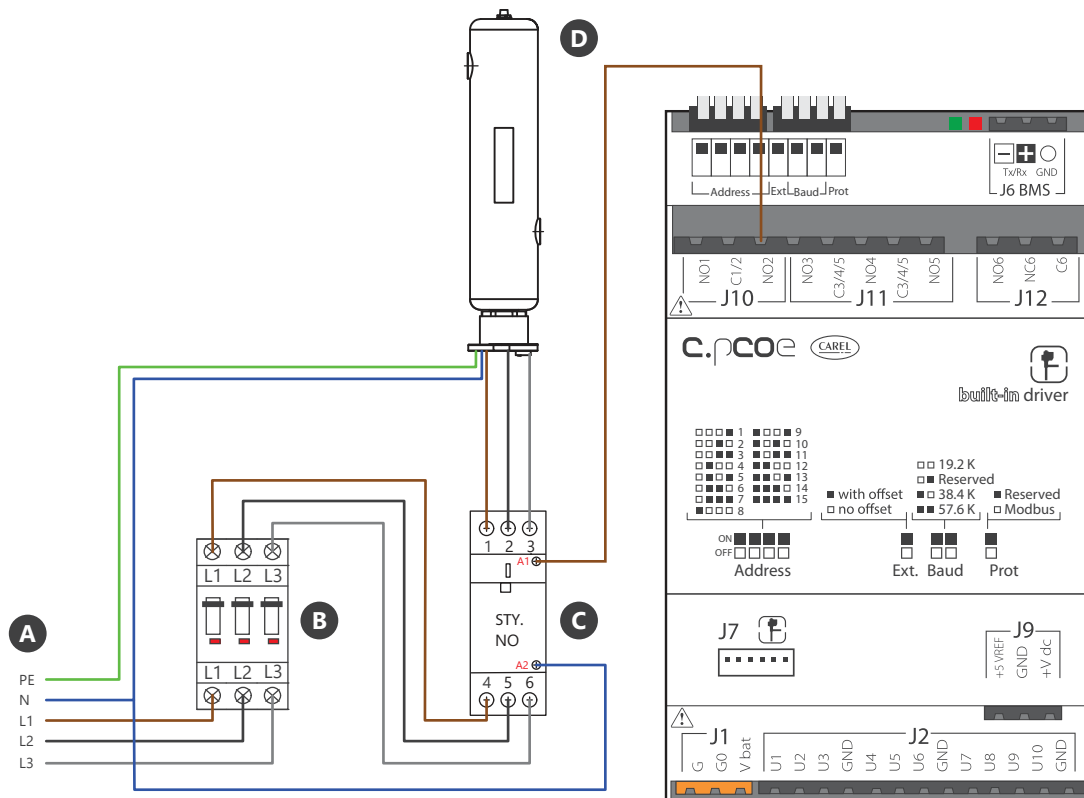 D
Tx/Rx GND
Address Ext. Baud Prot
J6 BMS
NO1 C1/2 NO2 NO3 C3/4/5 NO4 C3/4/5 NO5 NO6 NC6 C6
J10 J11 J12
c.pCOe CAREL
built-in driver
1 9
2 10
3 11
4 12
5 13
6 14
7 15
8
19.2 K
Reserved
with offset 38.4 K Reserved
no offset 57.6 K Modbus
ON
OFF
Address Ext. Baud Prot
1 2 3
A1
L1 L2 L3
B
STY.
NO
C
A
A2
L1 L2 L3
4 5 6
PE
N
L1
L2
L3
J7 J9
+5 VREF GND +V dc
J1 J2
G G0 V bat U1 U2 U3 GND U4 U5 U6 GND U7 U8 U9 U10 GND